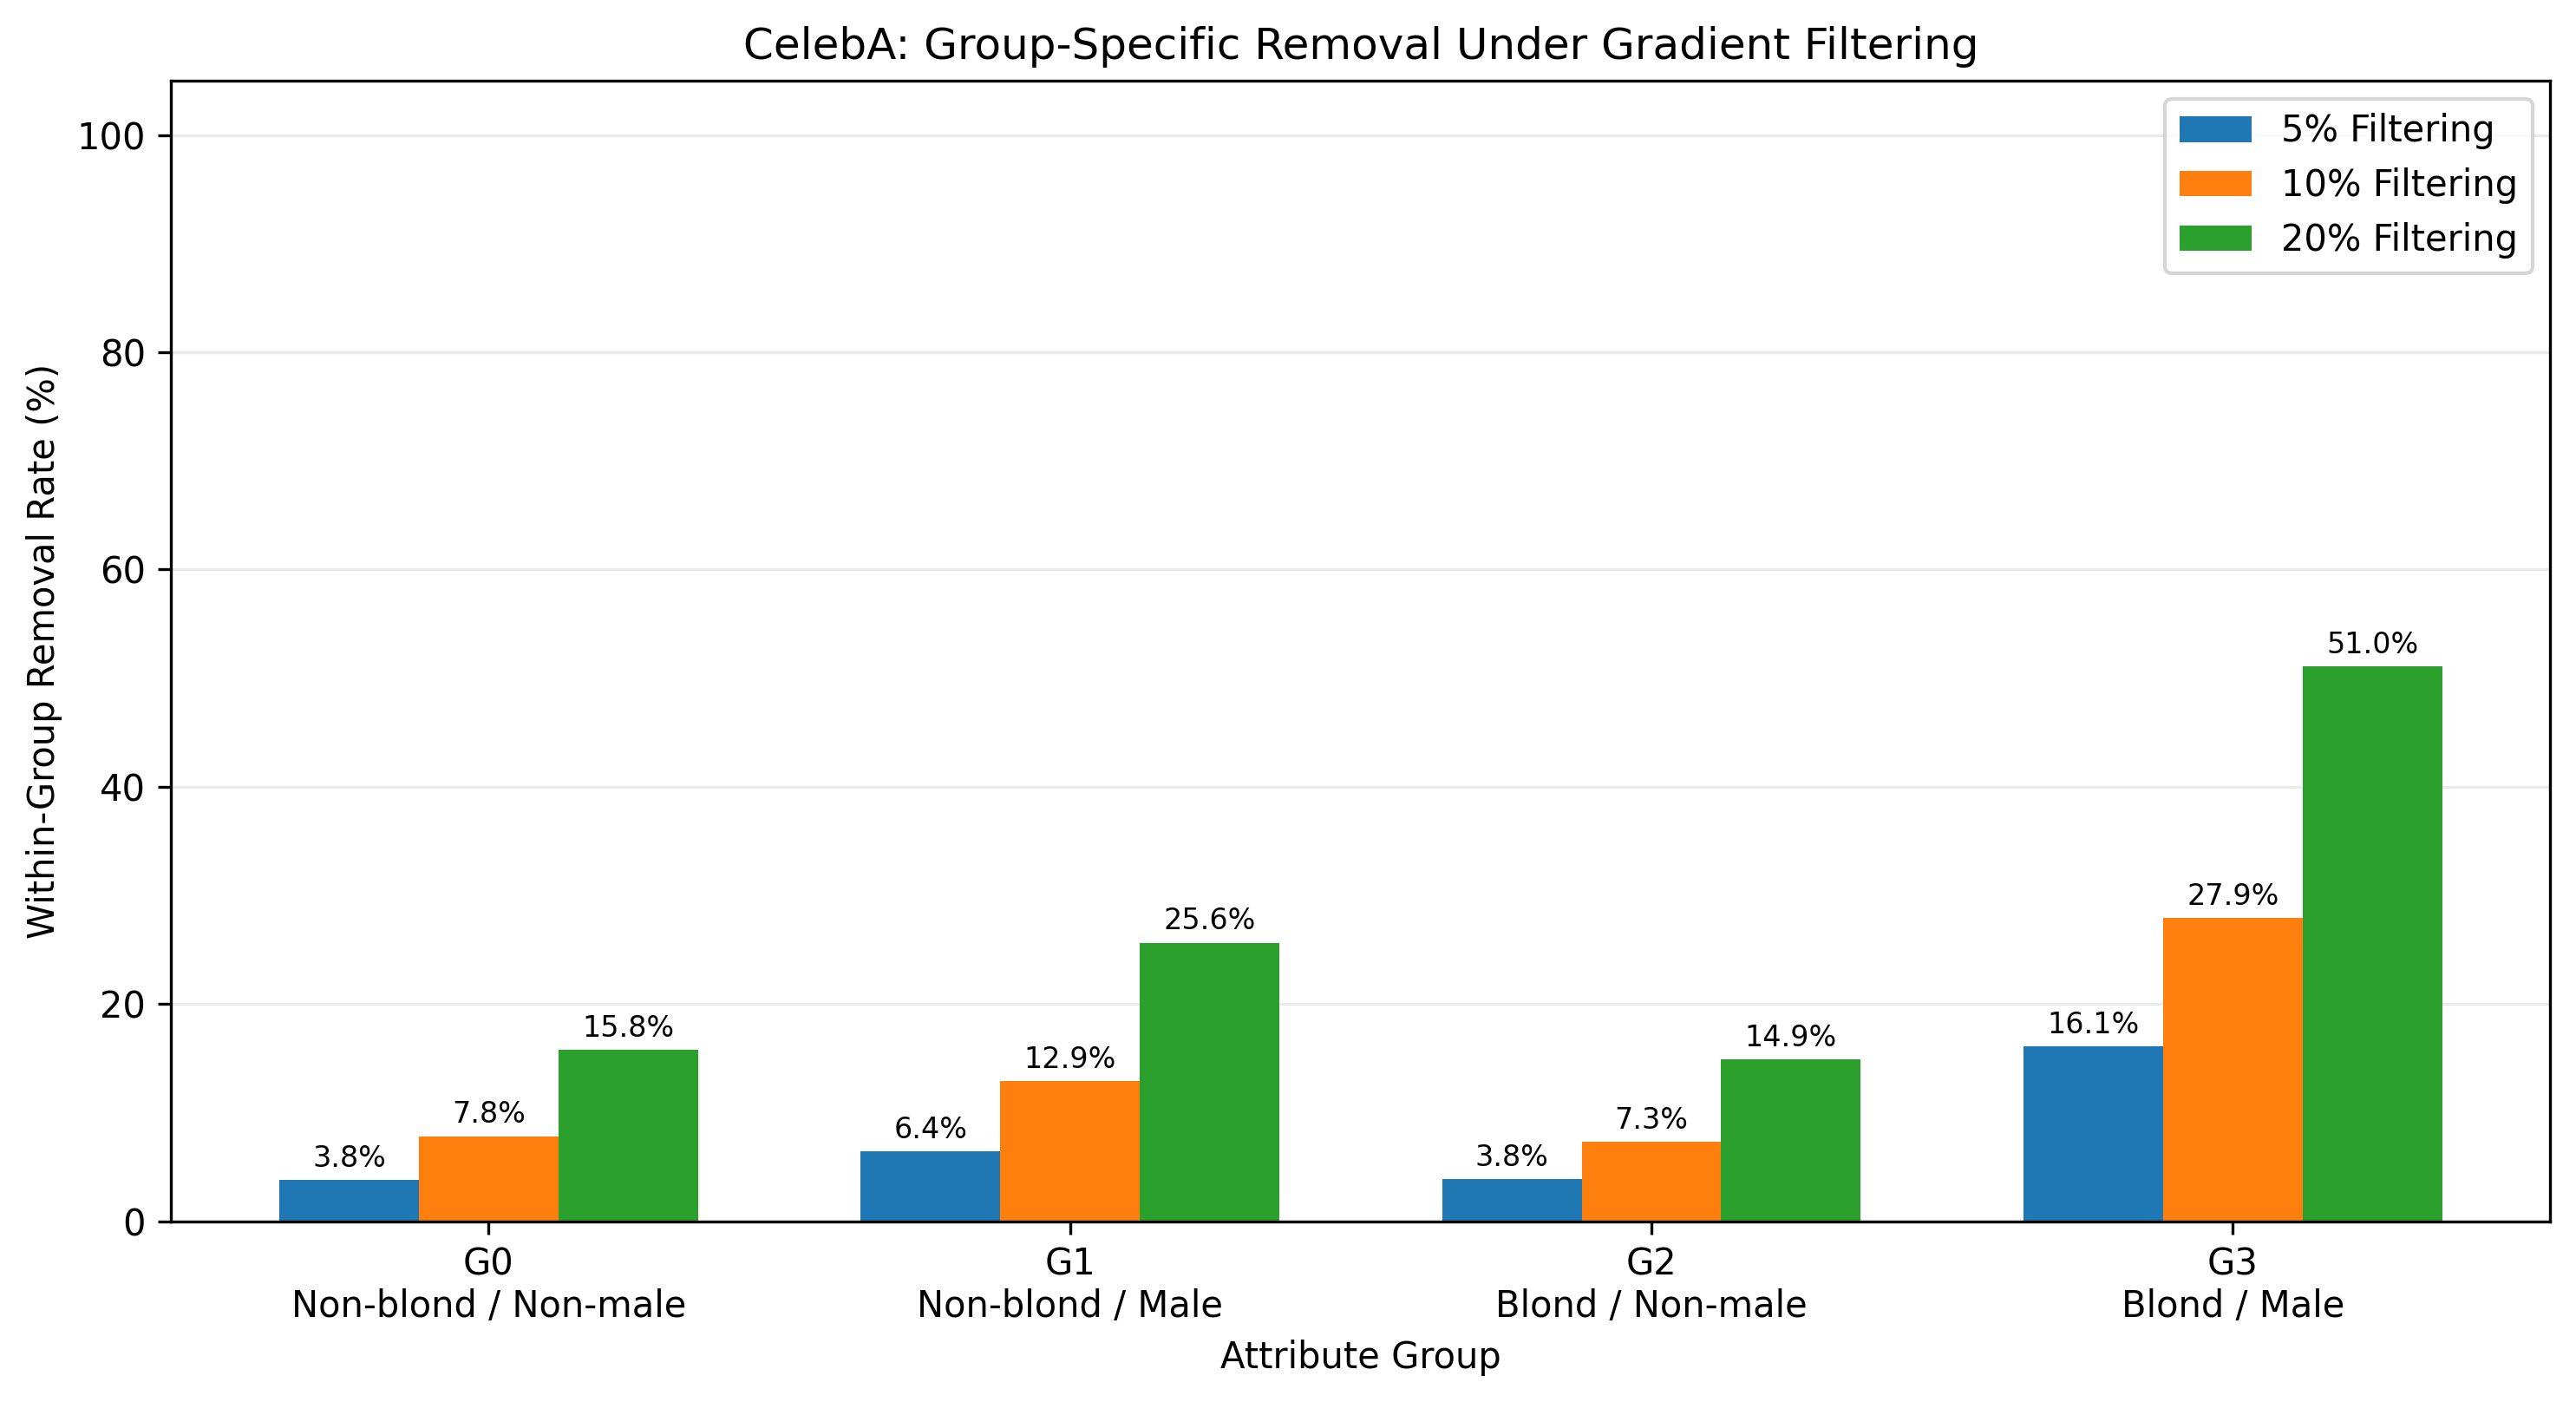 CelebA: Group-Specific Removal Under Gradient Filtering
5% Filtering
10% Filtering
20% Filtering
Within-Group Removal Rate (%)
100
80
60
40
20
0
3.8%
7.8%
15.8%
6.4%
12.9%
25.6%
3.8%
7.3%
14.9%
16.1%
27.9%
51.0%
G0
Non-blond / Non-male
G1
Non-blond / Male
G2
Blond / Non-male
G3
Blond / Male
Attribute Group